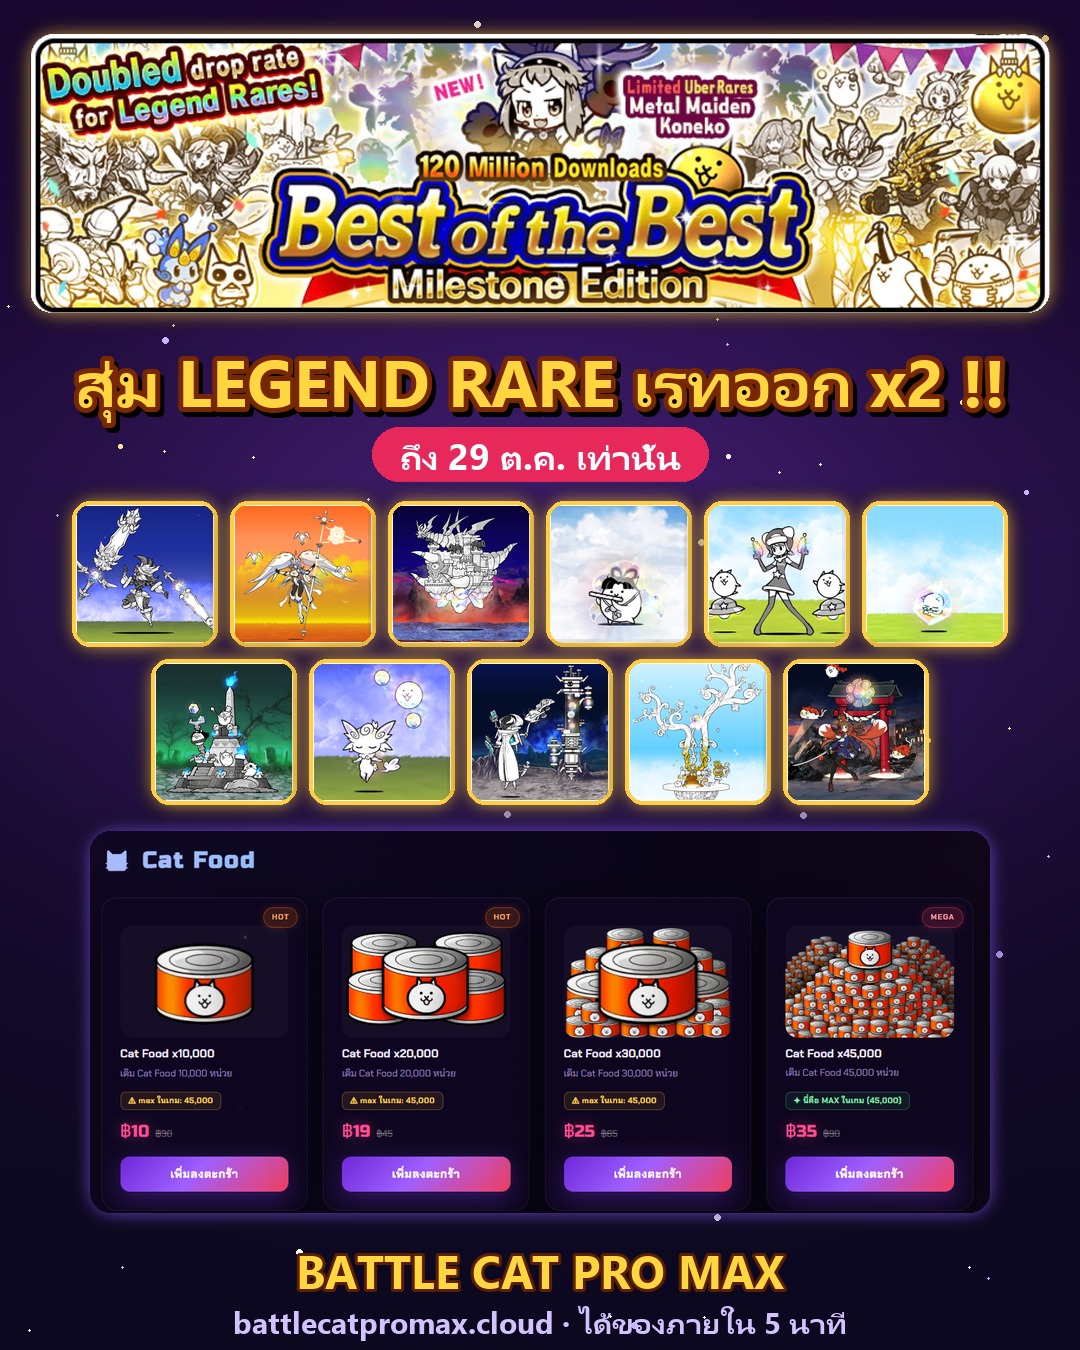 Doubled drop rate
for Legend Rares!
NEW!
Limited Uber Rares
Metal Maiden
Koneko
120 Million Downloads
Best of the Best
Milestone Edition
สุ่ม LEGEND RARE เรทออก x2 !!
ถึง 29 ต.ค. เท่านั้น
Cat Food
HOT
HOT
MEGA
Cat Food x10,000
เติม Cat Food 10,000 หน่วย
⚠ max ในเกม: 45,000
฿10 ฿30
เพิ่มลงตะกร้า
Cat Food x20,000
เติม Cat Food 20,000 หน่วย
⚠ max ในเกม: 45,000
฿19 ฿45
เพิ่มลงตะกร้า
Cat Food x30,000
เติม Cat Food 30,000 หน่วย
⚠ max ในเกม: 45,000
฿25 ฿65
เพิ่มลงตะกร้า
Cat Food x45,000
เติม Cat Food 45,000 หน่วย
✦ นี่คือ MAX ในเกม (45,000)
฿35 ฿90
เพิ่มลงตะกร้า
BATTLE CAT PRO MAX
battlecatpromax.cloud · ได้ของภายใน 5 นาที